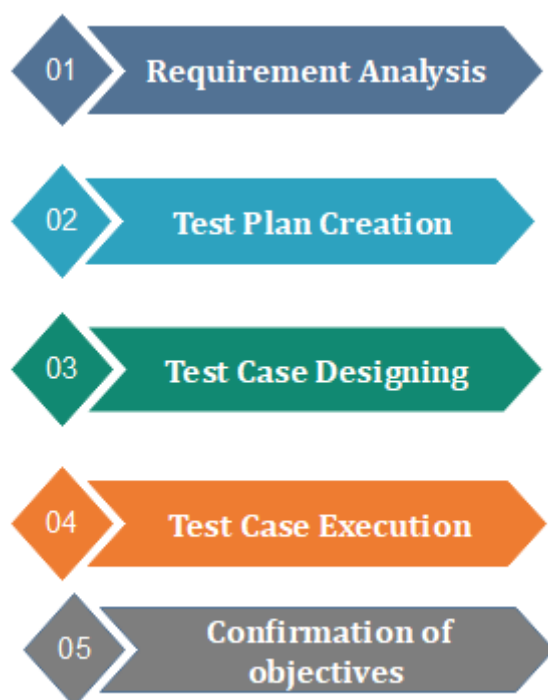 01 Requirement Analysis
02 Test Plan Creation
03 Test Case Designing
04 Test Case Execution
05 Confirmation of
objectives